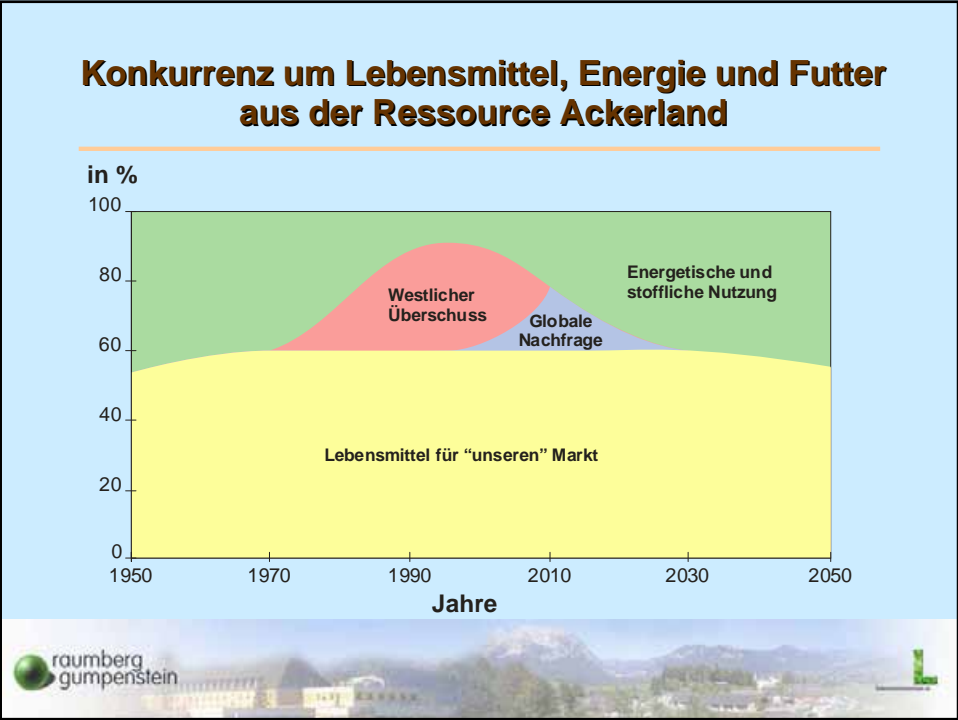 Konkurrenz um Lebensmittel, Energie und Futter
aus der Ressource Ackerland
in %
100
80
60
40
20
0
Energetische und
stoffliche Nutzung
Westlicher
Überschuss
Globale
Nachfrage
Lebensmittel für “unseren” Markt
1950 1970 1990 2010 2030 2050
Jahre
raumberg
gumpenstein
L